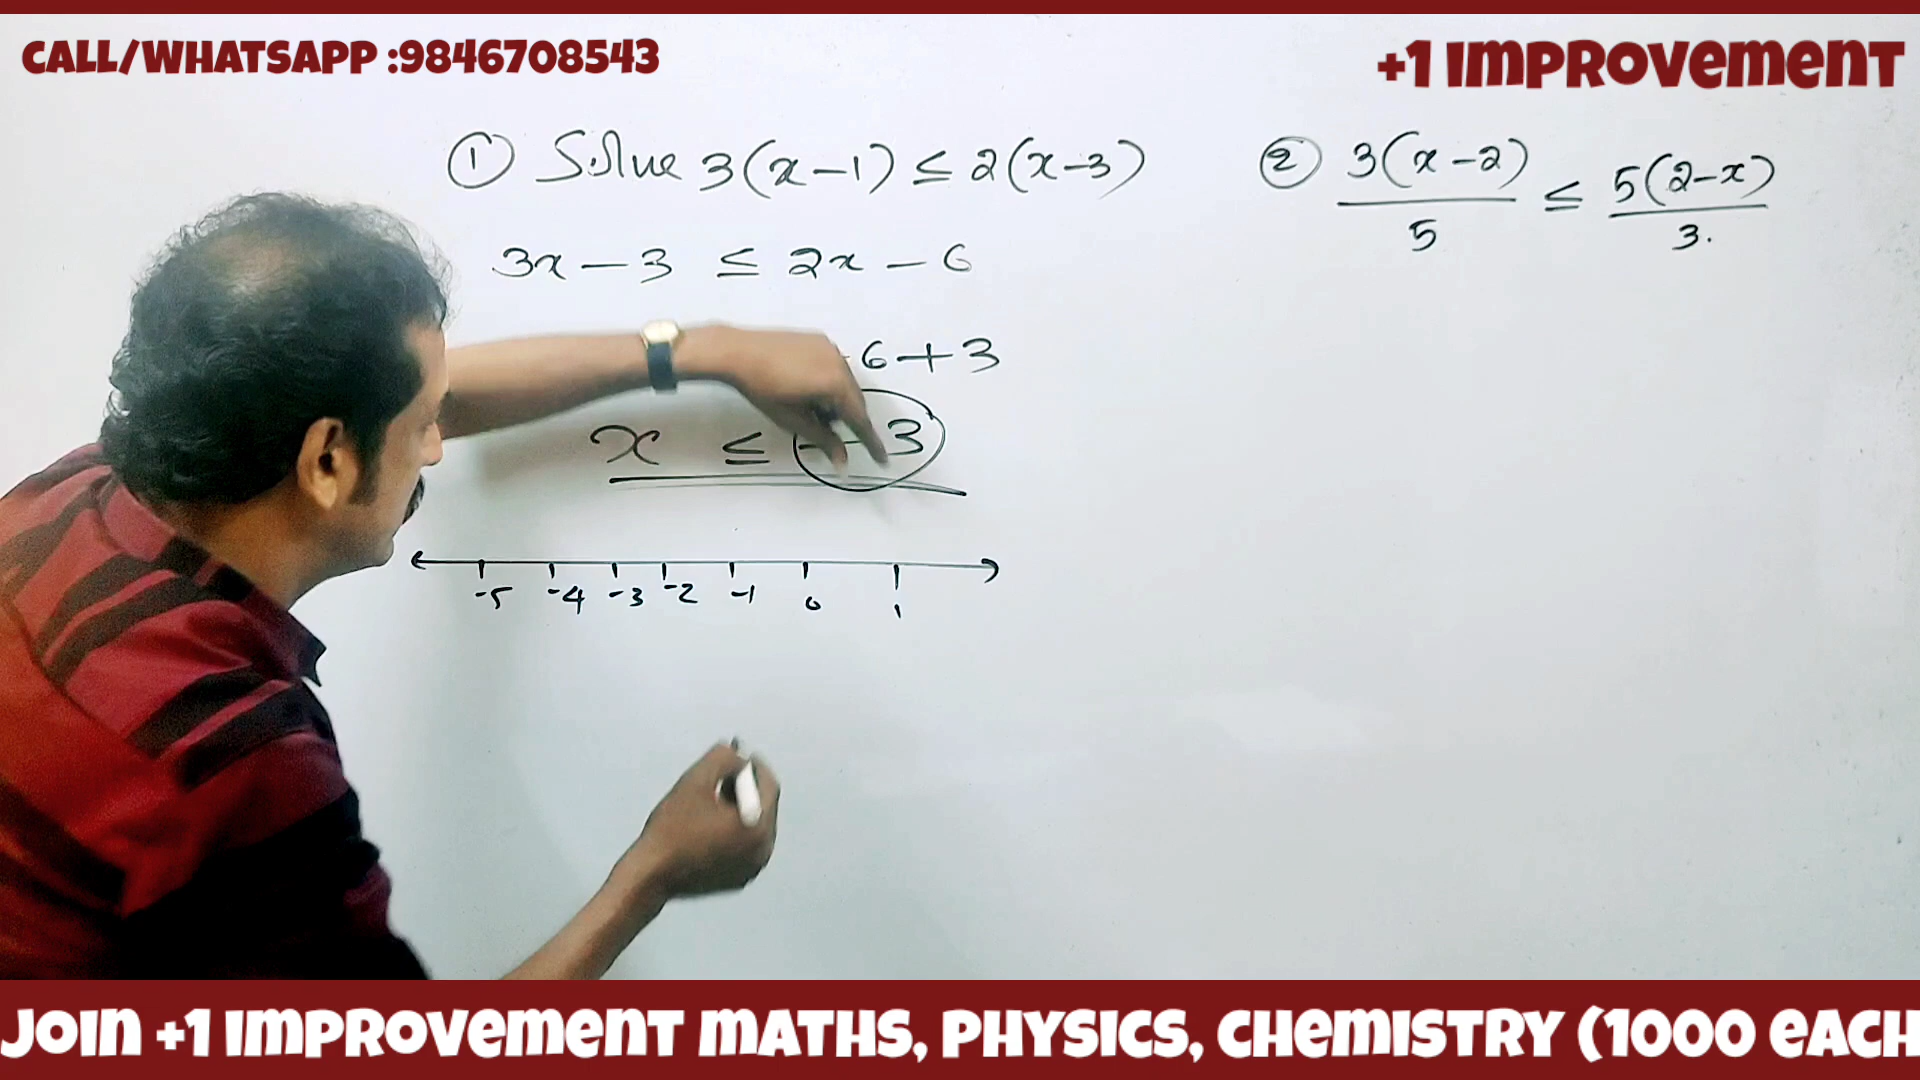 CALL/WHATSAPP :9846708543
+1 IMPROVEMENT
① Solve 3(x-1) ≤ 2(x-3)
3x - 3 ≤ 2x - 6
6 + 3
x ≤ -3
-5 -4 -3 -2 -1 0 1
② 3(x-2)/5 ≤ 5(2-x)/3.
JOIN +1 IMPROVEMENT MATHS, PHYSICS, CHEMISTRY (1000 EACH